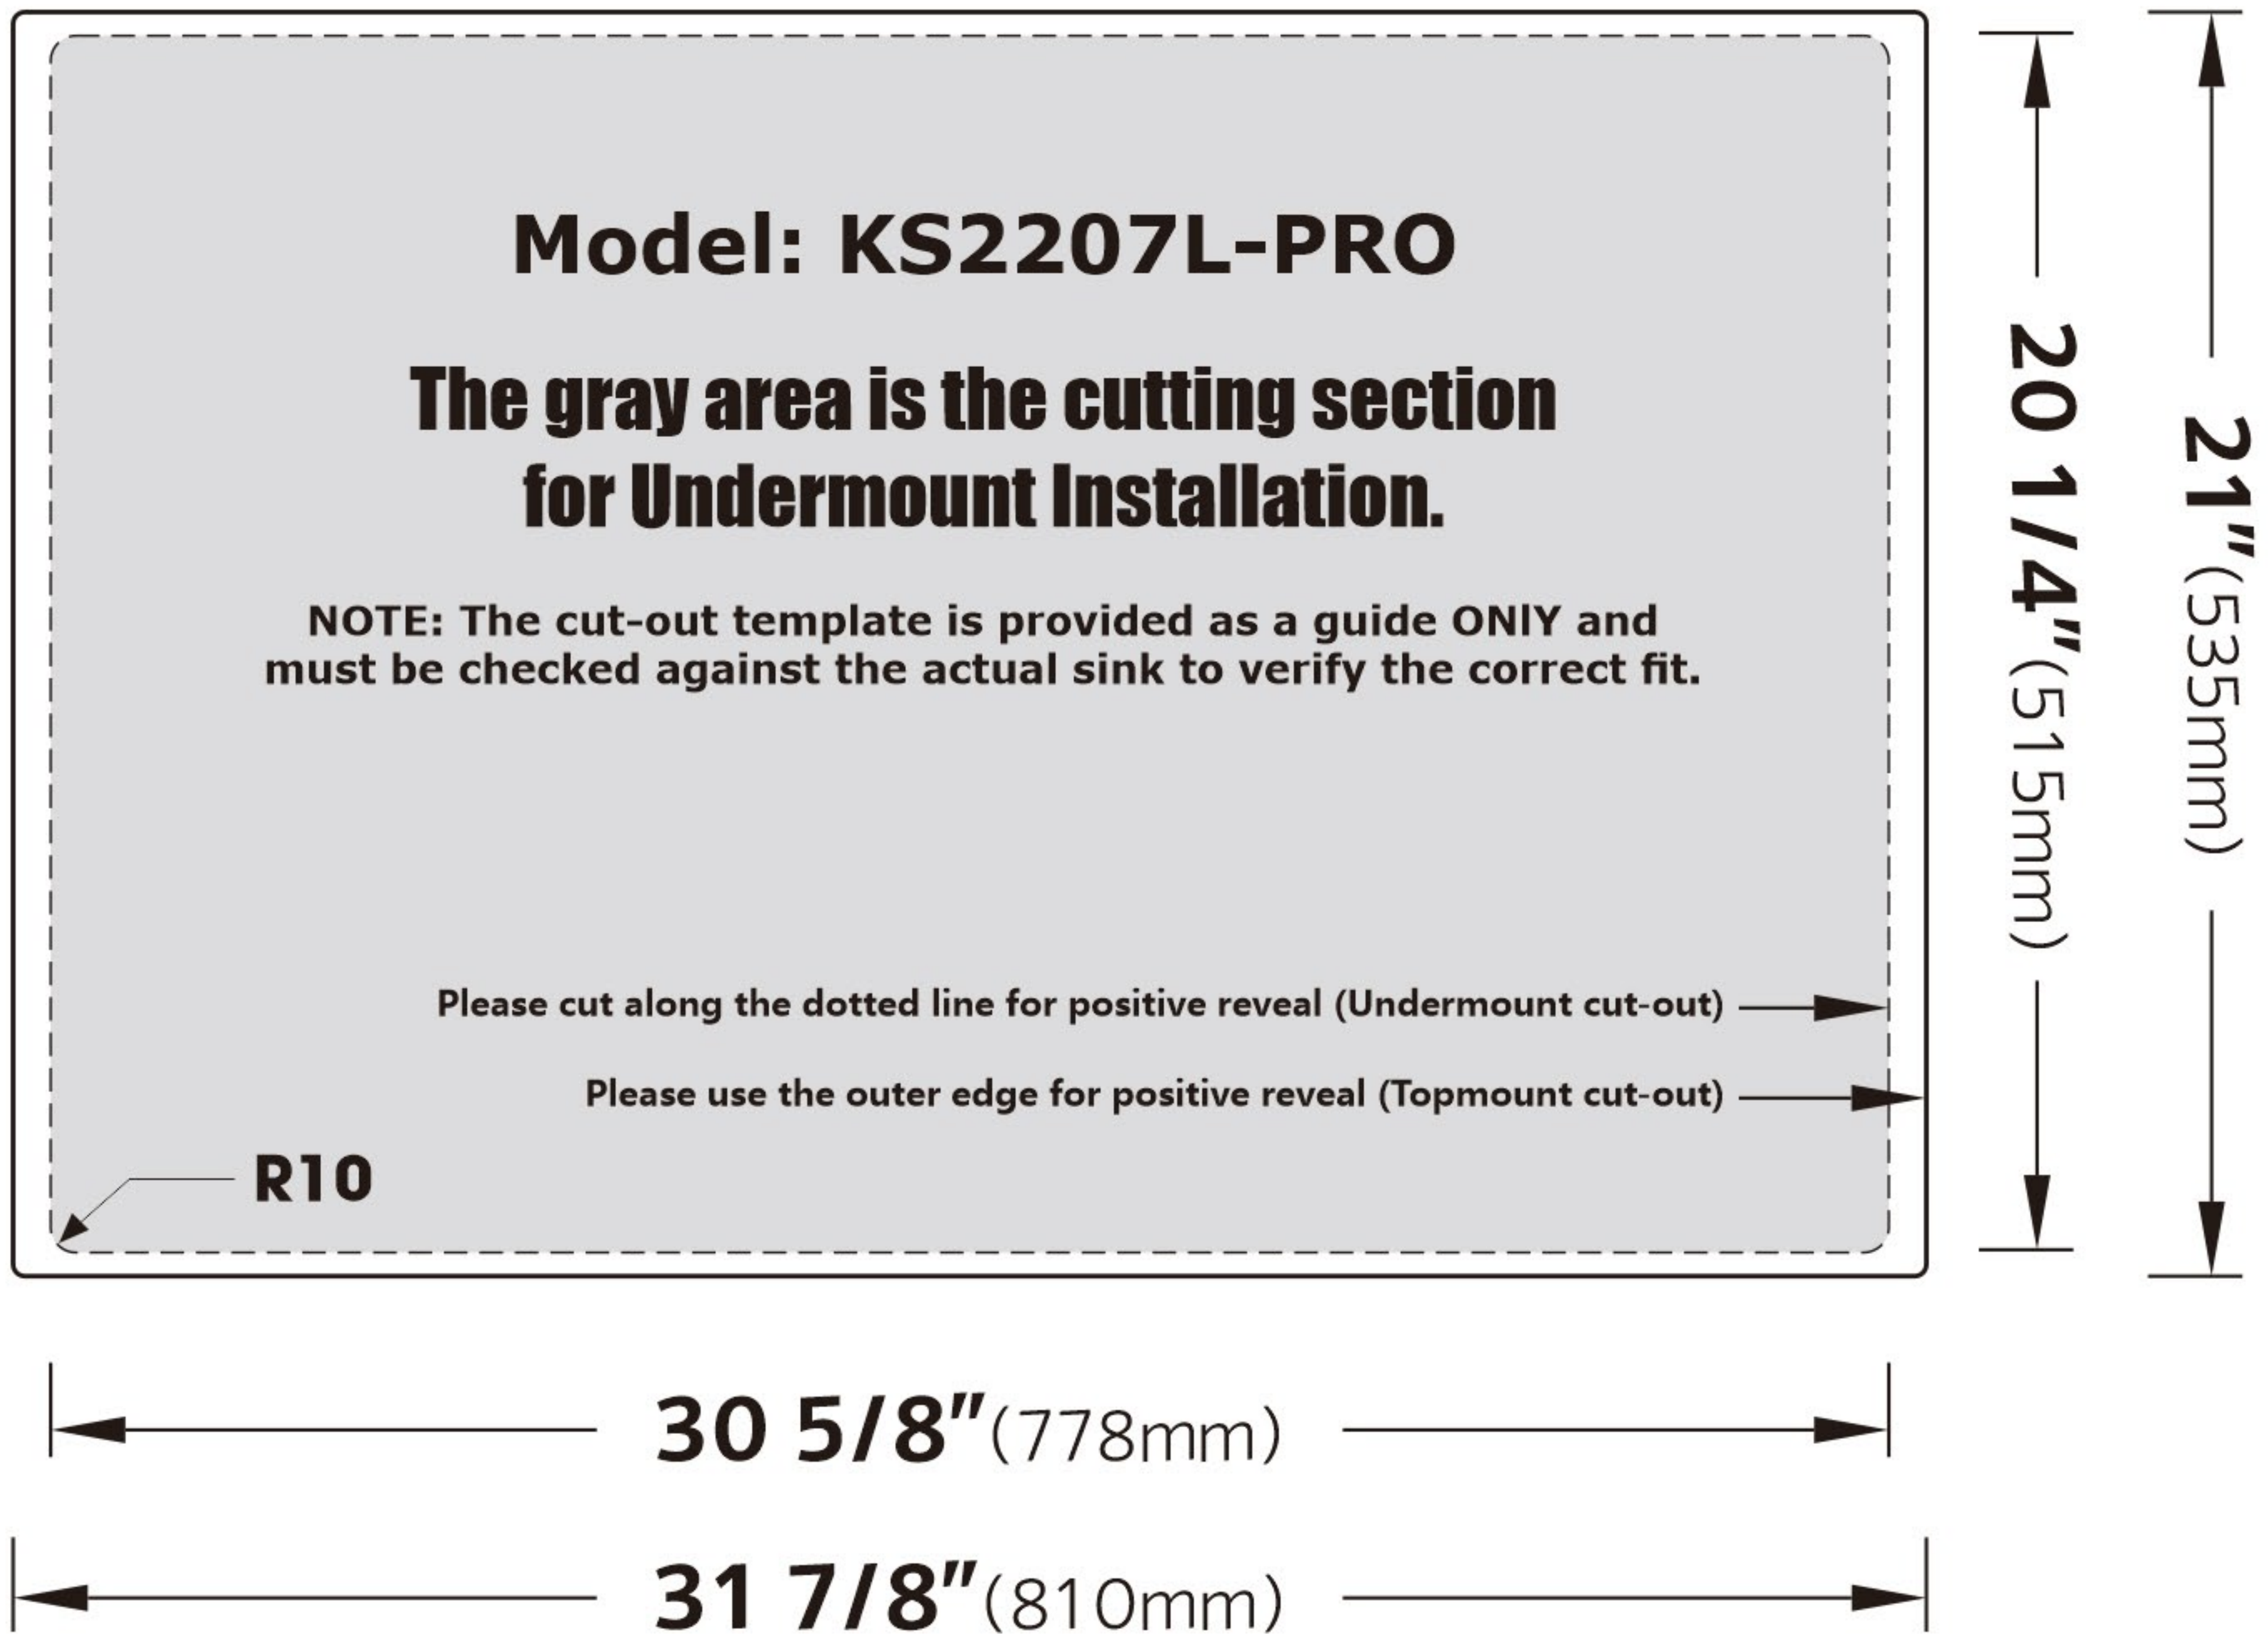 Model: KS2207L-PRO
The gray area is the cutting section
for Undermount Installation.
NOTE: The cut-out template is provided as a guide ONlY and
must be checked against the actual sink to verify the correct fit.
Please cut along the dotted line for positive reveal (Undermount cut-out)
Please use the outer edge for positive reveal (Topmount cut-out)
R10
20 1/4"(515mm)
21"(535mm)
30 5/8"(778mm)
31 7/8"(810mm)